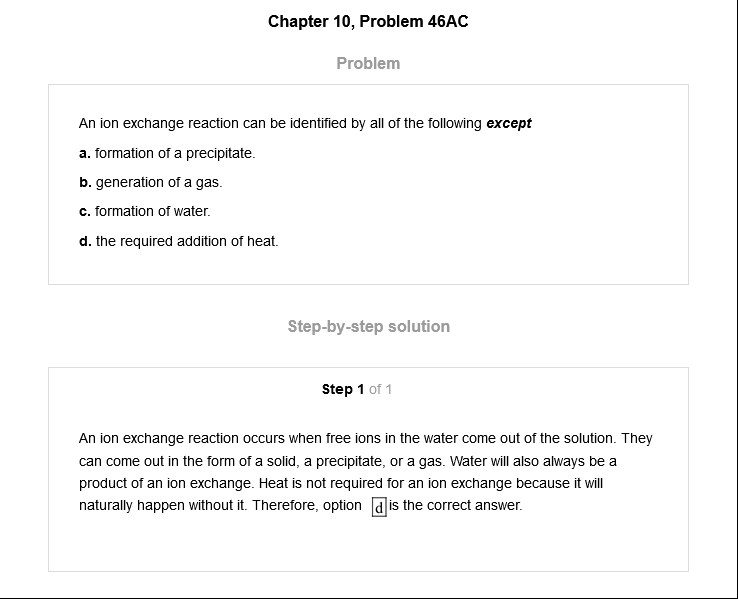 Chapter 10, Problem 46AC
Problem
An ion exchange reaction can be identified by all of the following except
a. formation of a precipitate.
b. generation of a gas.
c. formation of water.
d. the required addition of heat.
Step-by-step solution
Step 1 of 1
An ion exchange reaction occurs when free ions in the water come out of the solution. They
can come out in the form of a solid, a precipitate, or a gas. Water will also always be a
product of an ion exchange. Heat is not required for an ion exchange because it will
naturally happen without it. Therefore, option d is the correct answer.